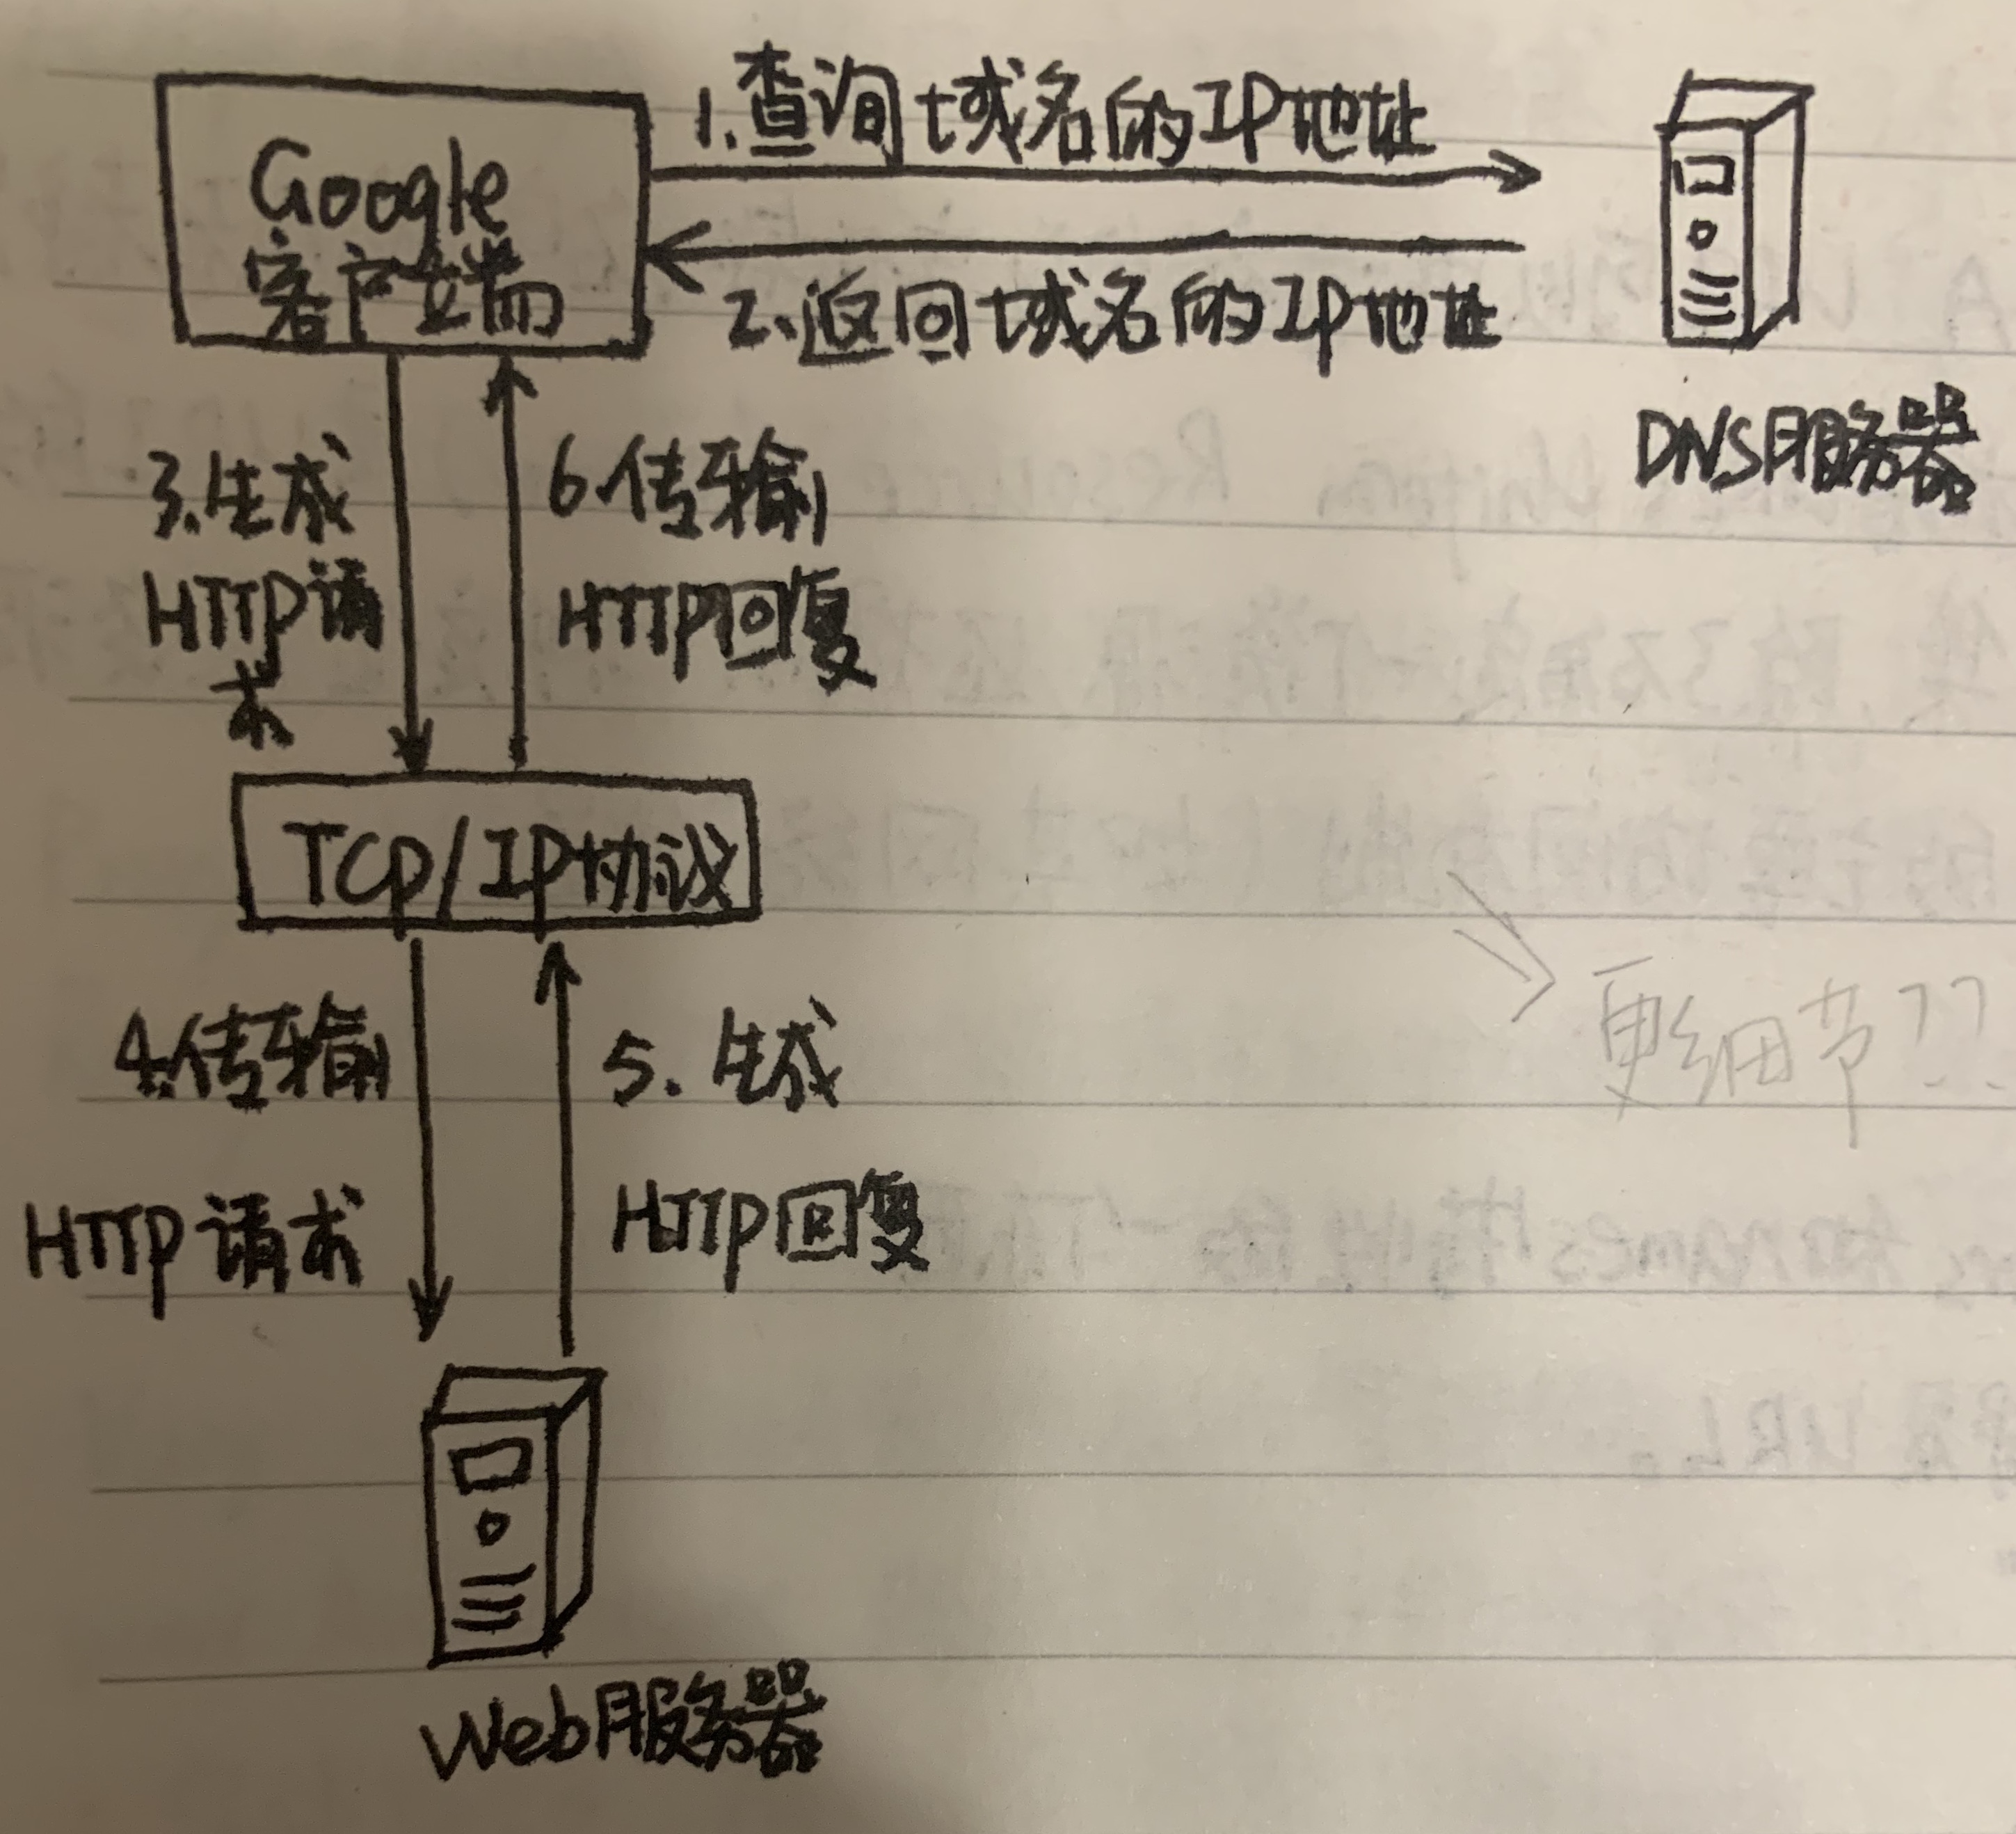 Google
客户端
1.查询域名的IP地址
2.返回域名的IP地址
DNS服务器
3.生成
HTTP请
求
6.传输
HTTP回复
TCP/IP协议
4.传输
HTTP请求
5.生成
HTTP回复
更细节??
Web服务器